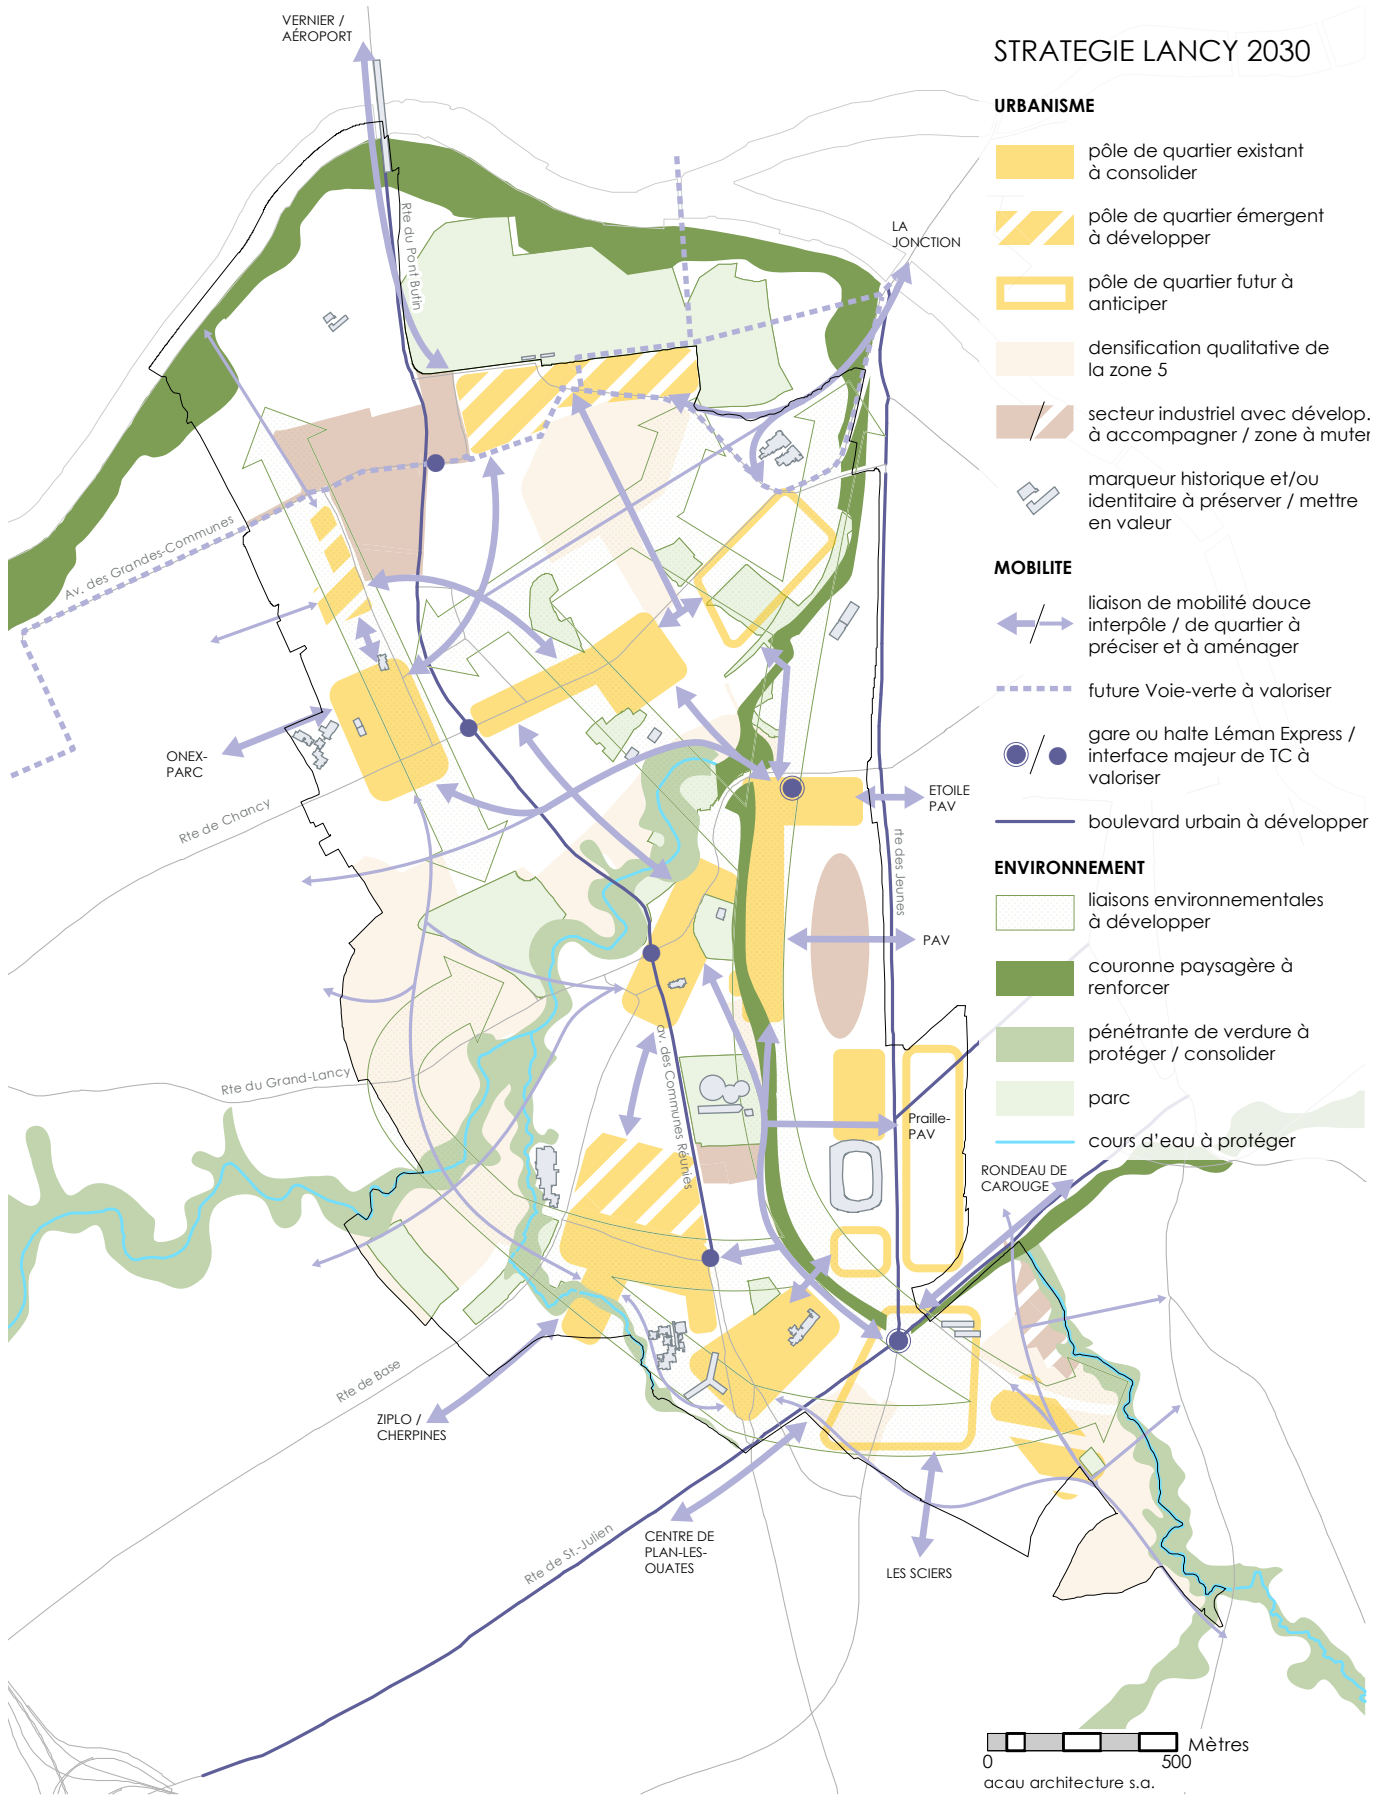 STRATEGIE LANCY 2030
URBANISME
pôle de quartier existant
à consolider
pôle de quartier émergent
à développer
pôle de quartier futur à
anticiper
densification qualitative de
la zone 5
secteur industriel avec dévelop.
à accompagner / zone à muter
marqueur historique et/ou
identitaire à préserver / mettre
en valeur
MOBILITE
liaison de mobilité douce
interpôle / de quartier à
préciser et à aménager
future Voie-verte à valoriser
gare ou halte Léman Express /
interface majeur de TC à
valoriser
boulevard urbain à développer
ENVIRONNEMENT
liaisons environnementales
à développer
couronne paysagère à
renforcer
pénétrante de verdure à
protéger / consolider
parc
cours d'eau à protéger
VERNIER /
AÉROPORT
Rte du Pont Butin
LA
JONCTION
Av. des Grandes-Communes
ONEX-
PARC
Rte de Chancy
ETOILE
PAV
rte des Jeunes
PAV
Rte du Grand-Lancy
av. des Communes Réunies
Praille-
PAV
RONDEAU DE
CAROUGE
Rte de Base
ZIPLO /
CHERPINES
CENTRE DE
PLAN-LES-
OUATES
Rte de St.-Julien
LES SCIERS
Mètres
0
500
acau architecture s.a.